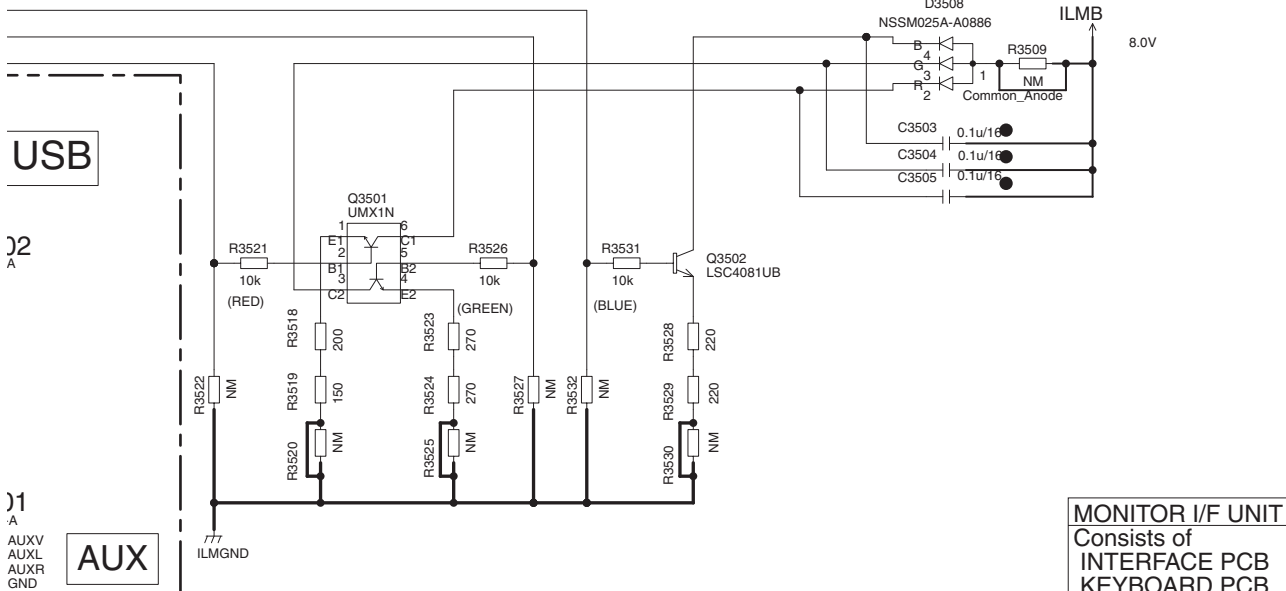 D3508
NSSM025A-A0886
ILMB
8.0V
B
4
G
3
R
2
1
R3509
NM
Common_Anode
C3503
0.1u/16
C3504
0.1u/16
C3505
0.1u/16
USB
02
A
Q3501
UMX1N
1
6
E1
C1
2
5
B1
B2
3
4
C2
E2
R3521
10k
(RED)
R3526
10k
(GREEN)
R3531
10k
(BLUE)
Q3502
LSC4081UB
R3518
200
R3523
270
R3528
220
R3522
NM
R3519
150
R3524
270
R3527
NM
R3532
NM
R3529
220
R3520
NM
R3525
NM
R3530
NM
ILMGND
01
-A
AUXV
AUXL
AUXR
GND
AUX
MONITOR I/F UNIT
Consists of
INTERFACE PCB
KEYBOARD PCB